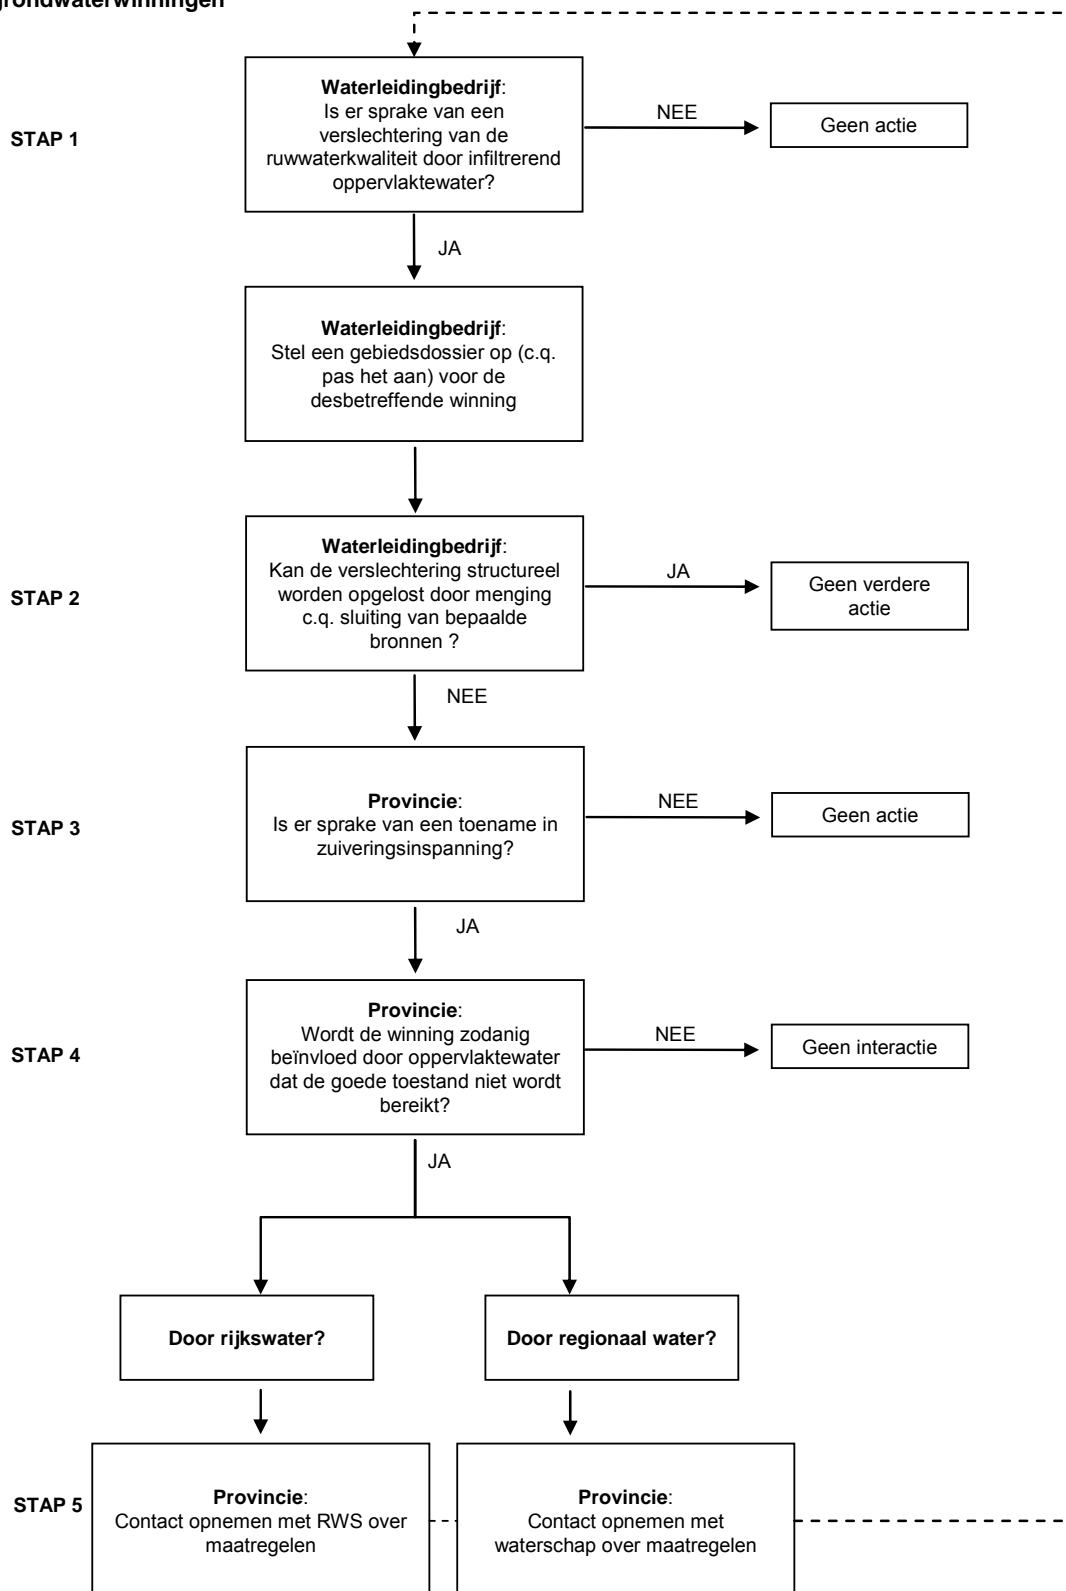 grondwaterwinningen
Waterleidingbedrijf:
Is er sprake van een
verslechtering van de
ruwwaterkwaliteit door infiltrerend
oppervlaktewater?
NEE
Geen actie
STAP 1
JA
Waterleidingbedrijf:
Stel een gebiedsdossier op (c.q.
pas het aan) voor de
desbetreffende winning
Waterleidingbedrijf:
Kan de verslechtering structureel
worden opgelost door menging
c.q. sluiting van bepaalde
bronnen ?
JA
Geen verdere
actie
STAP 2
NEE
Provincie:
Is er sprake van een toename in
zuiveringsinspanning?
NEE
Geen actie
STAP 3
JA
Provincie:
Wordt de winning zodanig
beïnvloed door oppervlaktewater
dat de goede toestand niet wordt
bereikt?
NEE
Geen interactie
STAP 4
JA
Door rijkswater?
Door regionaal water?
STAP 5
Provincie:
Contact opnemen met RWS over
maatregelen
Provincie:
Contact opnemen met
waterschap over maatregelen